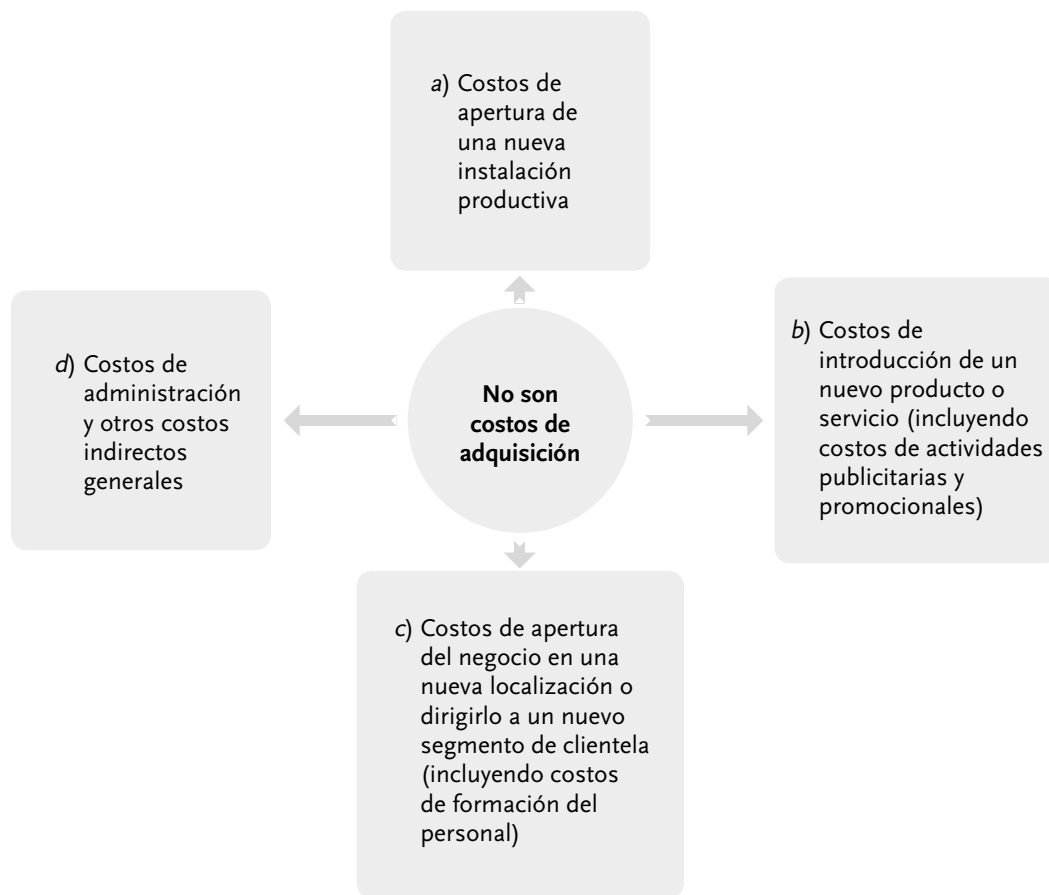 a) Costos de
apertura de
una nueva
instalación
productiva
b) Costos de
introducción de un
nuevo producto o
servicio (incluyendo
costos de actividades
publicitarias y
promocionales)
d) Costos de
administración
y otros costos
indirectos
generales
No son
costos de
adquisición
c) Costos de apertura
del negocio en una
nueva localización o
dirigirlo a un nuevo
segmento de clientela
(incluyendo costos
de formación del
personal)